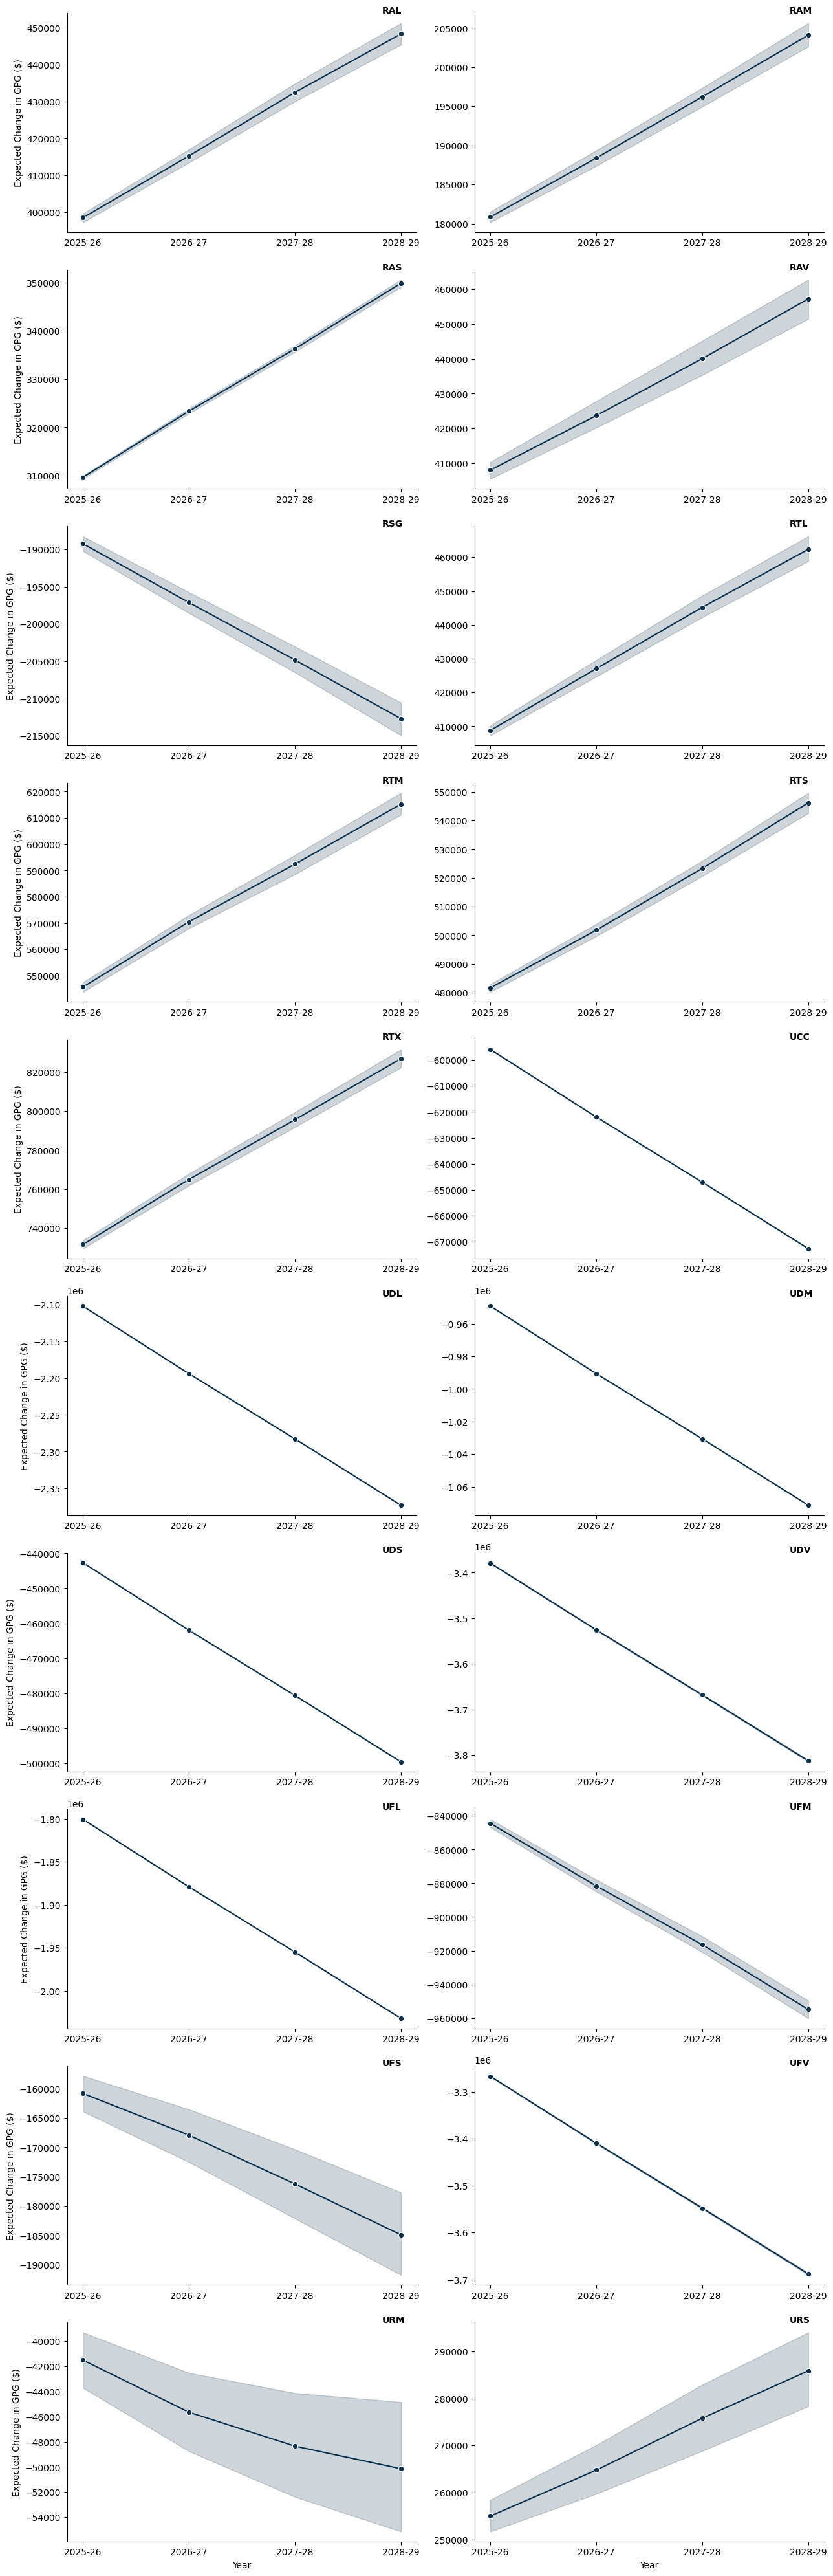 RAL
Expected Change in GPG ($)
450000
440000
430000
420000
410000
400000
2025-26 2026-27 2027-28 2028-29
RAM
205000
200000
195000
190000
185000
180000
2025-26 2026-27 2027-28 2028-29
RAS
Expected Change in GPG ($)
350000
340000
330000
320000
310000
2025-26 2026-27 2027-28 2028-29
RAV
460000
450000
440000
430000
420000
410000
2025-26 2026-27 2027-28 2028-29
RSG
Expected Change in GPG ($)
−190000
−195000
−200000
−205000
−210000
−215000
2025-26 2026-27 2027-28 2028-29
RTL
460000
450000
440000
430000
420000
410000
2025-26 2026-27 2027-28 2028-29
RTM
Expected Change in GPG ($)
620000
610000
600000
590000
580000
570000
560000
550000
2025-26 2026-27 2027-28 2028-29
RTS
550000
540000
530000
520000
510000
500000
490000
480000
2025-26 2026-27 2027-28 2028-29
RTX
Expected Change in GPG ($)
820000
800000
780000
760000
740000
2025-26 2026-27 2027-28 2028-29
UCC
−600000
−610000
−620000
−630000
−640000
−650000
−660000
−670000
2025-26 2026-27 2027-28 2028-29
UDL
1e6
Expected Change in GPG ($)
−2.10
−2.15
−2.20
−2.25
−2.30
−2.35
2025-26 2026-27 2027-28 2028-29
UDM
1e6
−0.96
−0.98
−1.00
−1.02
−1.04
−1.06
2025-26 2026-27 2027-28 2028-29
UDS
Expected Change in GPG ($)
−440000
−450000
−460000
−470000
−480000
−490000
−500000
2025-26 2026-27 2027-28 2028-29
UDV
1e6
−3.4
−3.5
−3.6
−3.7
−3.8
2025-26 2026-27 2027-28 2028-29
UFL
1e6
Expected Change in GPG ($)
−1.80
−1.85
−1.90
−1.95
−2.00
2025-26 2026-27 2027-28 2028-29
UFM
−840000
−860000
−880000
−900000
−920000
−940000
−960000
2025-26 2026-27 2027-28 2028-29
UFS
Expected Change in GPG ($)
−160000
−165000
−170000
−175000
−180000
−185000
−190000
2025-26 2026-27 2027-28 2028-29
UFV
1e6
−3.3
−3.4
−3.5
−3.6
−3.7
2025-26 2026-27 2027-28 2028-29
URM
Expected Change in GPG ($)
−40000
−42000
−44000
−46000
−48000
−50000
−52000
−54000
2025-26 2026-27 2027-28 2028-29
Year
URS
290000
280000
270000
260000
250000
2025-26 2026-27 2027-28 2028-29
Year